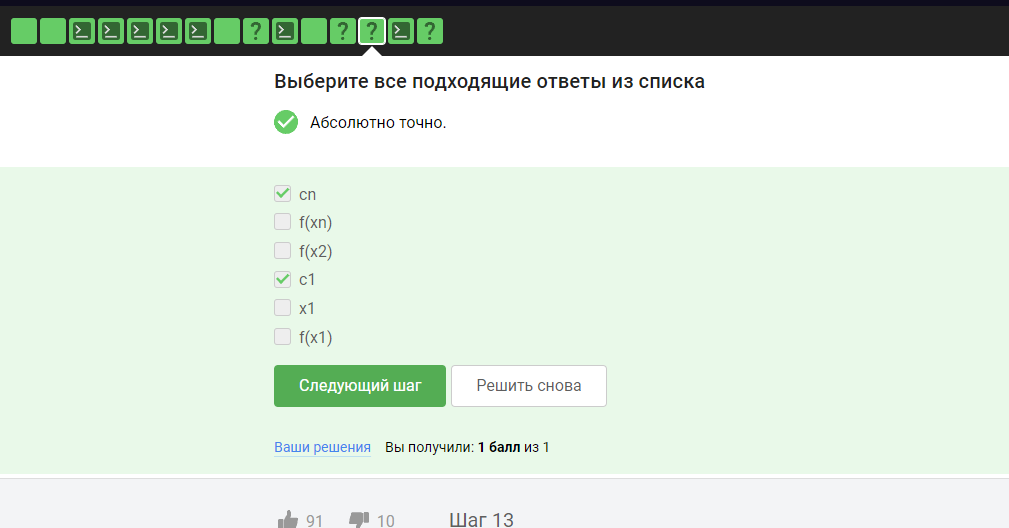 ? ? ? ?
Выберите все подходящие ответы из списка
Абсолютно точно.
cn
f(xn)
f(x2)
c1
x1
f(x1)
Следующий шаг Решить снова
Ваши решения Вы получили: 1 балл из 1
91 10 Шаг 13